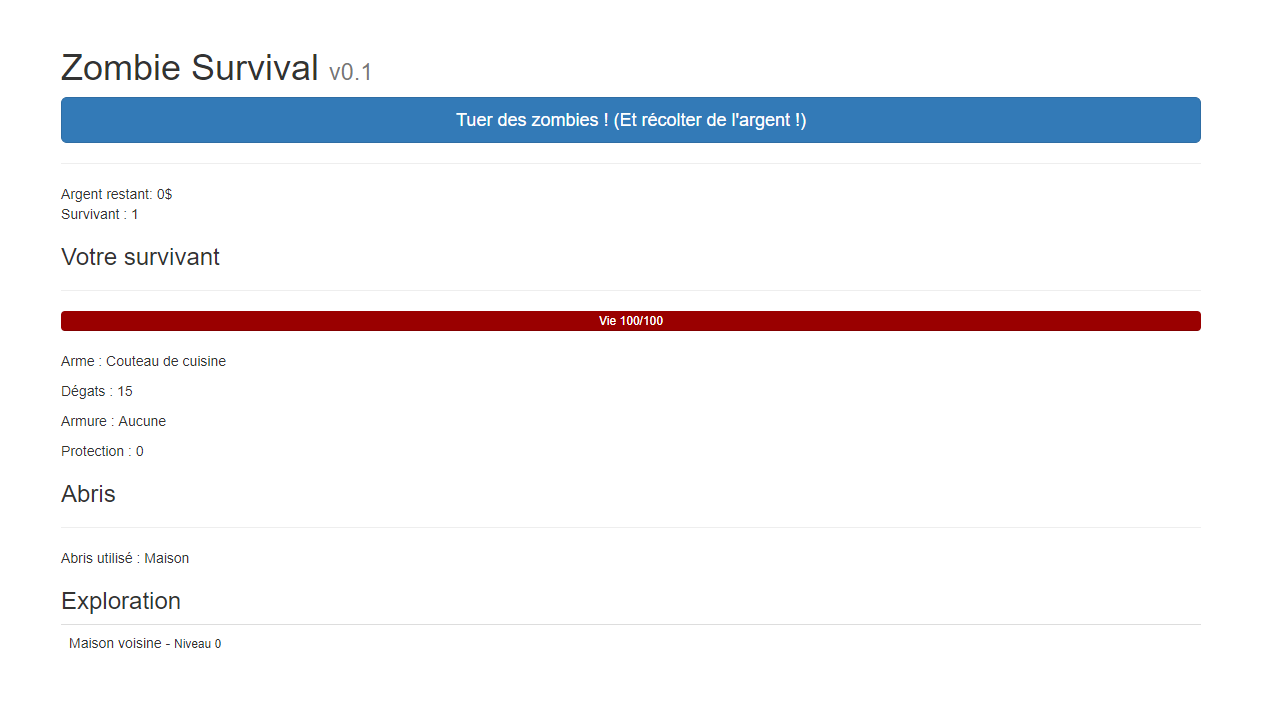 Zombie Survival v0.1
Tuer des zombies ! (Et récolter de l'argent !)
Argent restant: 0$
Survivant : 1
Votre survivant
Vie 100/100
Arme : Couteau de cuisine
Dégats : 15
Armure : Aucune
Protection : 0
Abris
Abris utilisé : Maison
Exploration
Maison voisine - Niveau 0